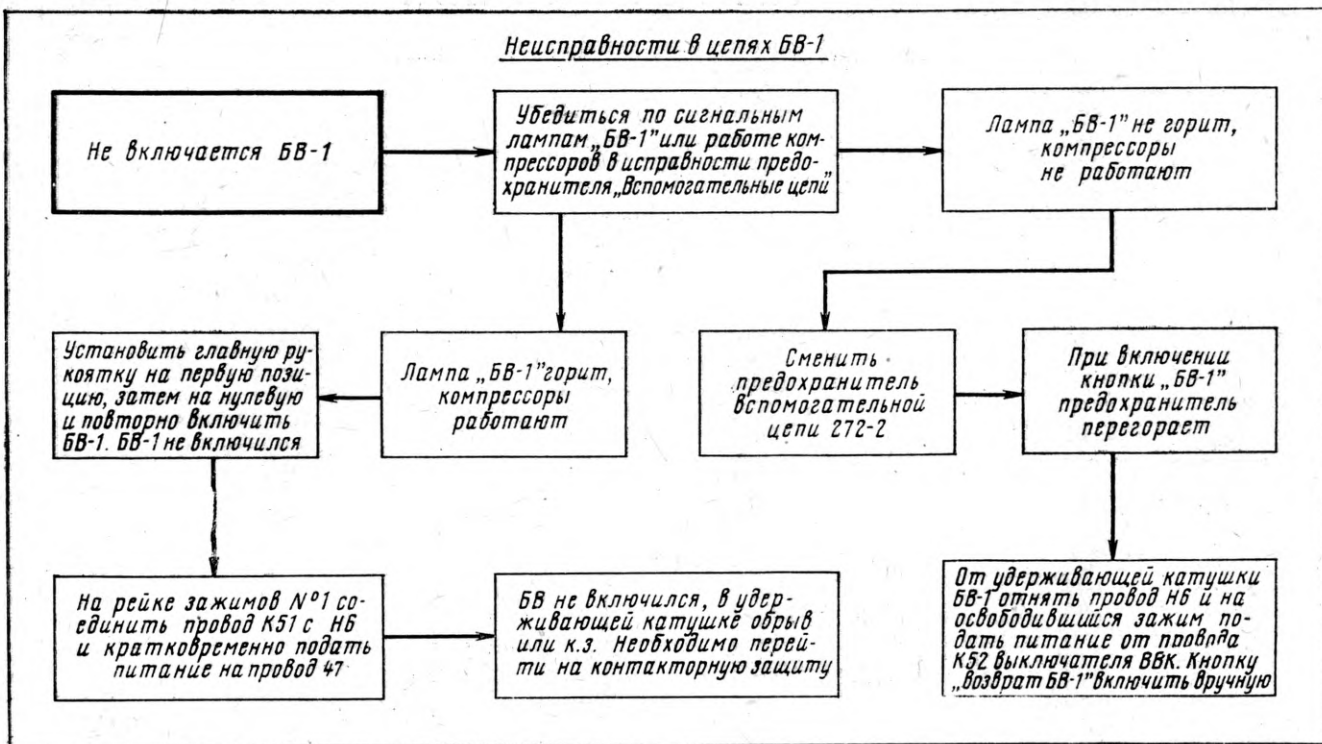 Неисправности в цепях БВ-1
Не включается БВ-1
Убедиться по сигнальным
лампам „БВ-1” или работе ком-
прессоров в исправности предо-
хранителя „Вспомогательные цепи„
Лампа „БВ-1” не горит,
компрессоры
не работают
Установить главную ру-
коятку на первую пози-
цию, затем на нулевую
и повторно включить
БВ-1. БВ-1 не включился
Лампа „БВ-1” горит,
компрессоры
работают
Сменить
предохранитель
вспомогательной
цепи 272-2
При включении
кнопки „БВ-1”
предохранитель
перегорает
На рейке зажимов №1 со-
единить провод К51 с Н6
и кратковременно подать
питание на провод 47
БВ не включился, в удер-
живающей катушке обрыв
или к.з. Необходимо перей-
ти на контакторную защиту
От удерживающей катушки
БВ-1 отнять провод Н6 и на
освободившийся зажим по-
дать питание от провода
К52 выключателя ВВК. Кнопку
„Возврат БВ-1” включить вручную